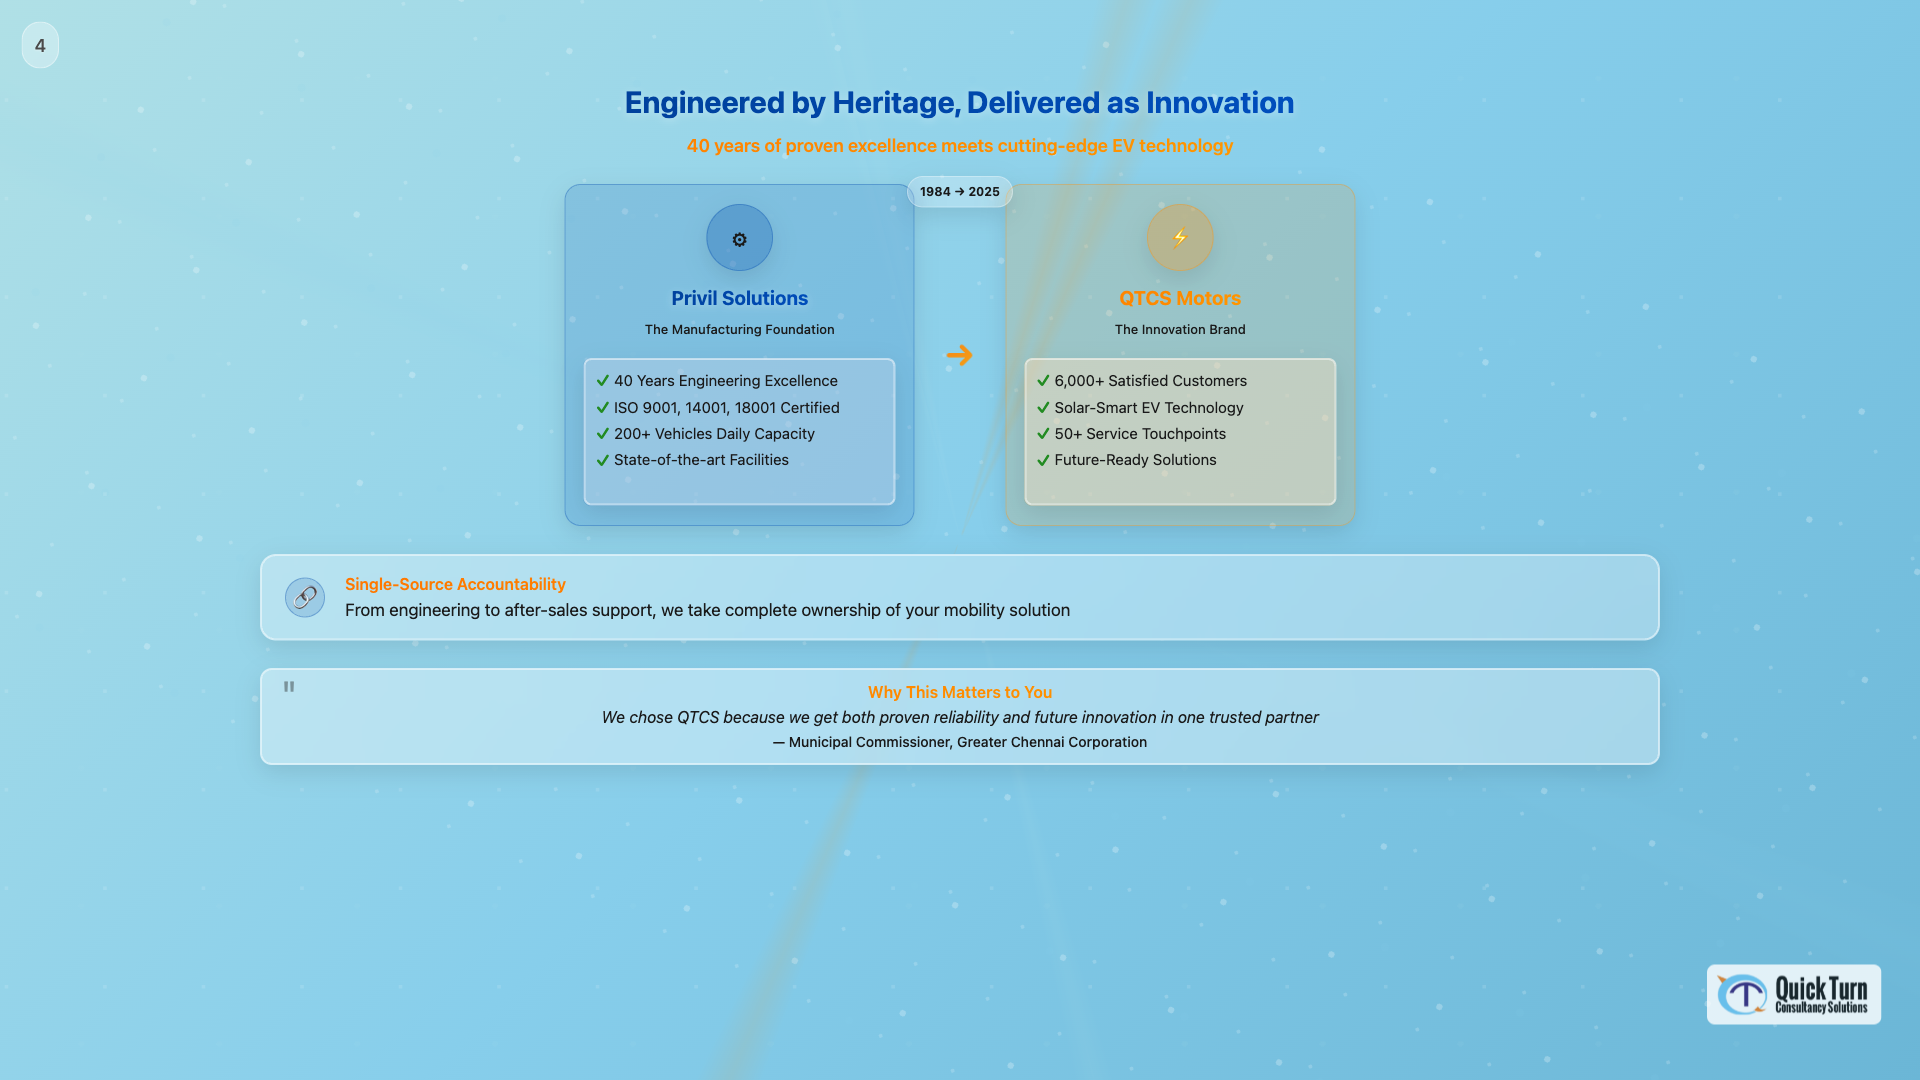 4
Engineered by Heritage, Delivered as Innovation
40 years of proven excellence meets cutting-edge EV technology
1984 → 2025
Privil Solutions
The Manufacturing Foundation
✓ 40 Years Engineering Excellence
✓ ISO 9001, 14001, 18001 Certified
✓ 200+ Vehicles Daily Capacity
✓ State-of-the-art Facilities
→
QTCS Motors
The Innovation Brand
✓ 6,000+ Satisfied Customers
✓ Solar-Smart EV Technology
✓ 50+ Service Touchpoints
✓ Future-Ready Solutions
Single-Source Accountability
From engineering to after-sales support, we take complete ownership of your mobility solution
"
Why This Matters to You
We chose QTCS because we get both proven reliability and future innovation in one trusted partner
— Municipal Commissioner, Greater Chennai Corporation
Quick Turn
Consultancy Solutions